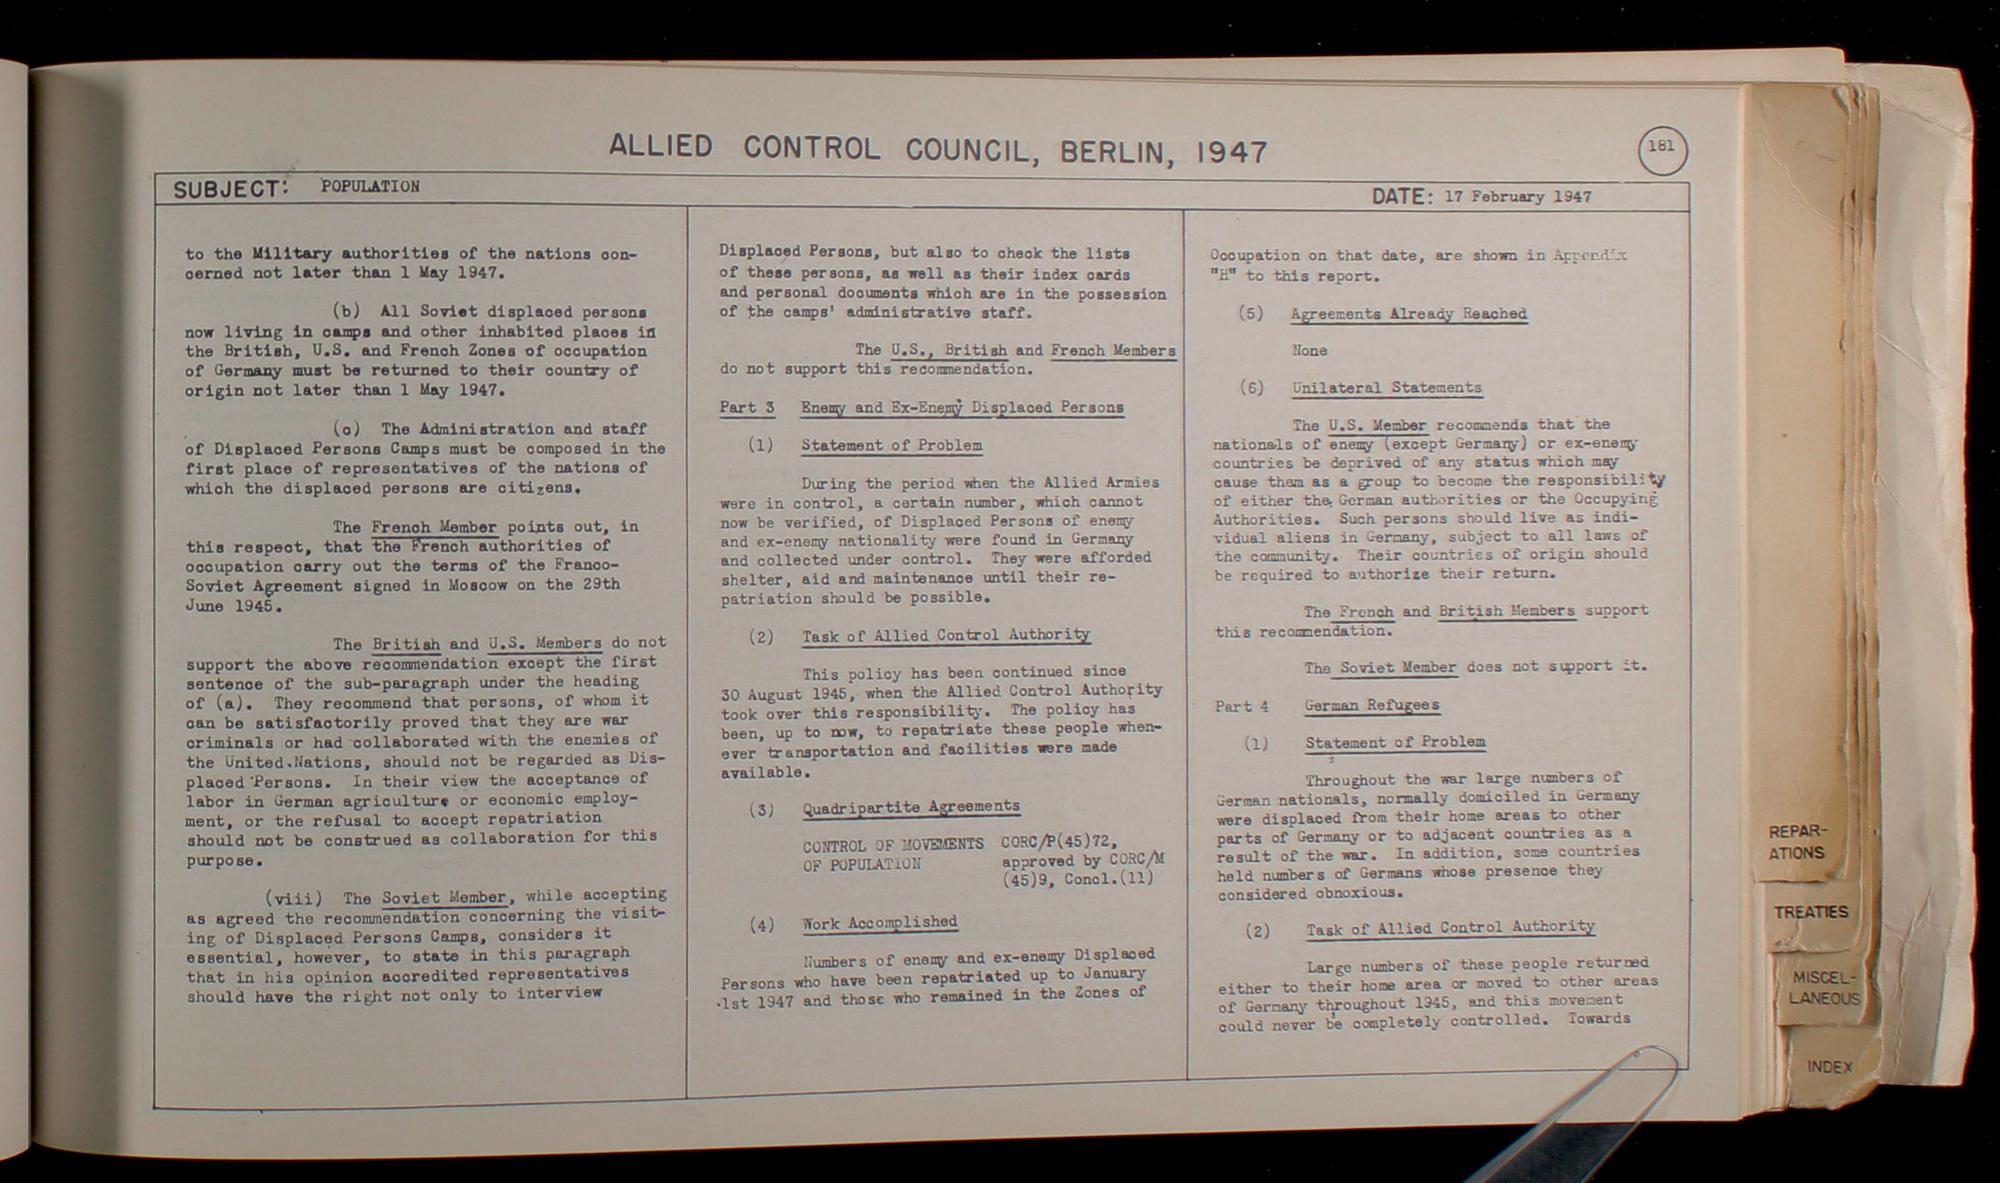 ALLIED CONTROL COUNCIL, BERLIN, 1947
181
SUBJECT: POPULATION
DATE: 17 February 1947
to the Military authorities of the nations con-
cerned not later than 1 May 1947.
(b) All Soviet displaced persons
now living in camps and other inhabited places in
the British, U.S. and French Zones of occupation
of Germany must be returned to their country of
origin not later than 1 May 1947.
(c) The Administration and staff
of Displaced Persons Camps must be composed in the
first place of representatives of the nations of
which the displaced persons are citizens.
The French Member points out, in
this respect, that the French authorities of
occupation carry out the terms of the Franco-
Soviet Agreement signed in Moscow on the 29th
June 1945.
The British and U.S. Members do not
support the above recommendation except the first
sentence of the sub-paragraph under the heading
of (a). They recommend that persons, of whom it
can be satisfactorily proved that they are war
criminals or had collaborated with the enemies of
the United Nations, should not be regarded as Dis-
placed Persons. In their view the acceptance of
labor in German agriculture or economic employ-
ment, or the refusal to accept repatriation
should not be construed as collaboration for this
purpose.
(viii) The Soviet Member, while accepting
as agreed the recommendation concerning the visit-
ing of Displaced Persons Camps, considers it
essential, however, to state in this paragraph
that in his opinion accredited representatives
should have the right not only to interview
Displaced Persons, but also to check the lists
of these persons, as well as their index cards
and personal documents which are in the possession
of the camps' administrative staff.
The U.S., British and French Members
do not support this recommendation.
Part 3 Enemy and Ex-Enemy Displaced Persons
(1) Statement of Problem
During the period when the Allied Armies
were in control, a certain number, which cannot
now be verified, of Displaced Persons of enemy
and ex-enemy nationality were found in Germany
and collected under control. They were afforded
shelter, aid and maintenance until their re-
patriation should be possible.
(2) Task of Allied Control Authority
This policy has been continued since
30 August 1945, when the Allied Control Authority
took over this responsibility. The policy has
been, up to now, to repatriate these people when-
ever transportation and facilities were made
available.
(3) Quadripartite Agreements
CONTROL OF MOVEMENTS CORC/P(45)72,
OF POPULATION approved by CORC/M
(45)9, Concl.(11)
(4) Work Accomplished
Numbers of enemy and ex-enemy Displaced
Persons who have been repatriated up to January
1st 1947 and those who remained in the Zones of
Occupation on that date, are shown in Appendix
"H" to this report.
(5) Agreements Already Reached
None
(6) Unilateral Statements
The U.S. Member recommends that the
nationals of enemy (except Germany) or ex-enemy
countries be deprived of any status which may
cause them as a group to become the responsibility
of either the German authorities or the Occupying
Authorities. Such persons should live as indi-
vidual aliens in Germany, subject to all laws of
the community. Their countries of origin should
be required to authorize their return.
The French and British Members support
this recommendation.
The Soviet Member does not support it.
Part 4 German Refugees
(1) Statement of Problem
Throughout the war large numbers of
German nationals, normally domiciled in Germany
were displaced from their home areas to other
parts of Germany or to adjacent countries as a
result of the war. In addition, some countries
held numbers of Germans whose presence they
considered obnoxious.
(2) Task of Allied Control Authority
Large numbers of these people returned
either to their home area or moved to other areas
of Germany throughout 1945, and this movement
could never be completely controlled. Towards
REPAR-
ATIONS
TREATIES
MISCEL-
LANEOUS
INDEX